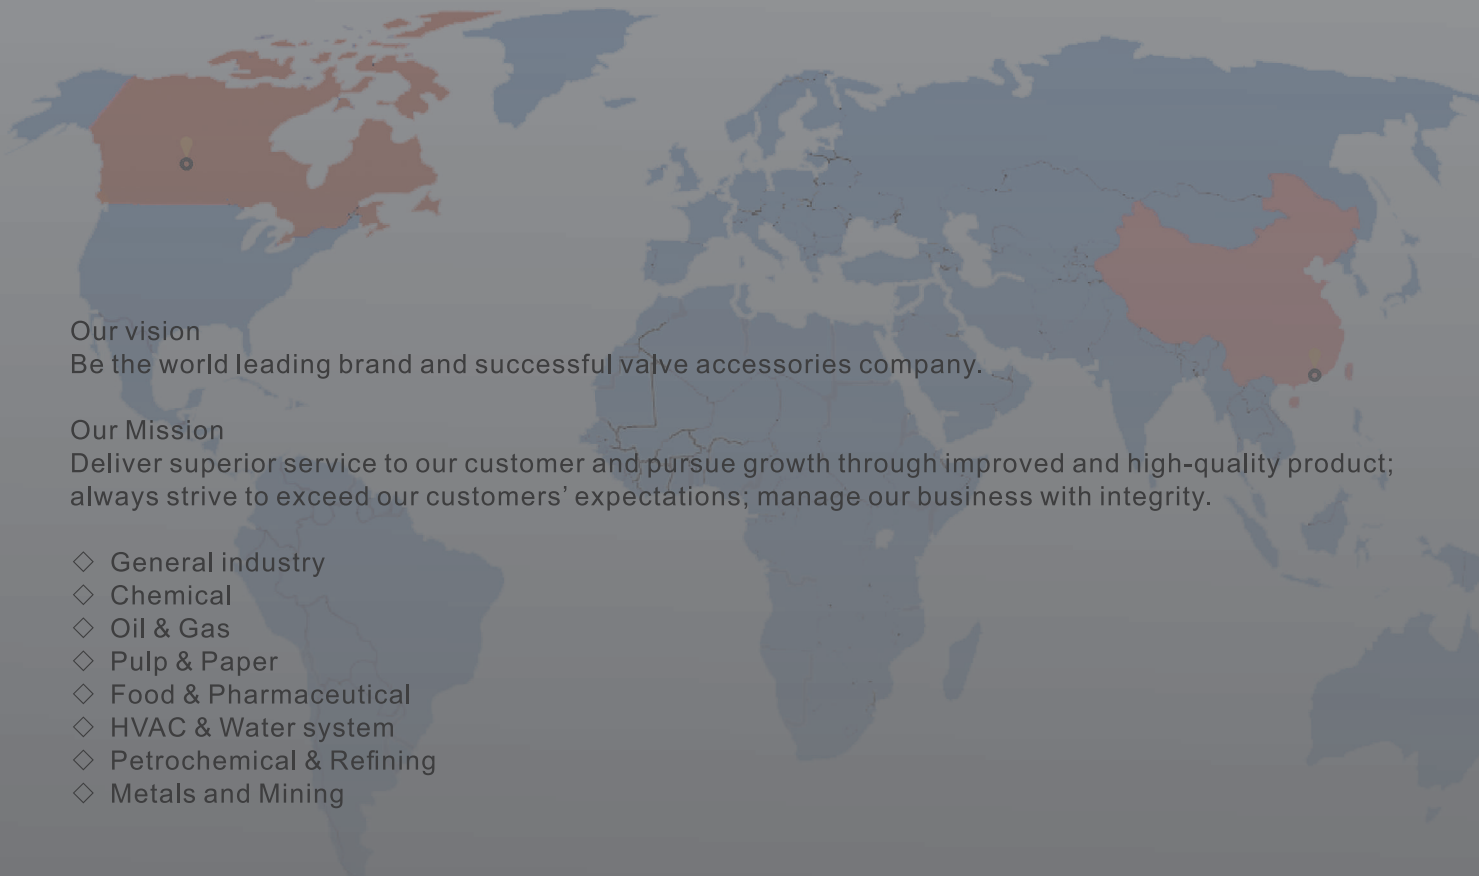 Our vision
Be the world leading brand and successful valve accessories company.
Our Mission
Deliver superior service to our customer and pursue growth through improved and high-quality product;
always strive to exceed our customers’ expectations; manage our business with integrity.
◇ General industry
◇ Chemical
◇ Oil & Gas
◇ Pulp & Paper
◇ Food & Pharmaceutical
◇ HVAC & Water system
◇ Petrochemical & Refining
◇ Metals and Mining